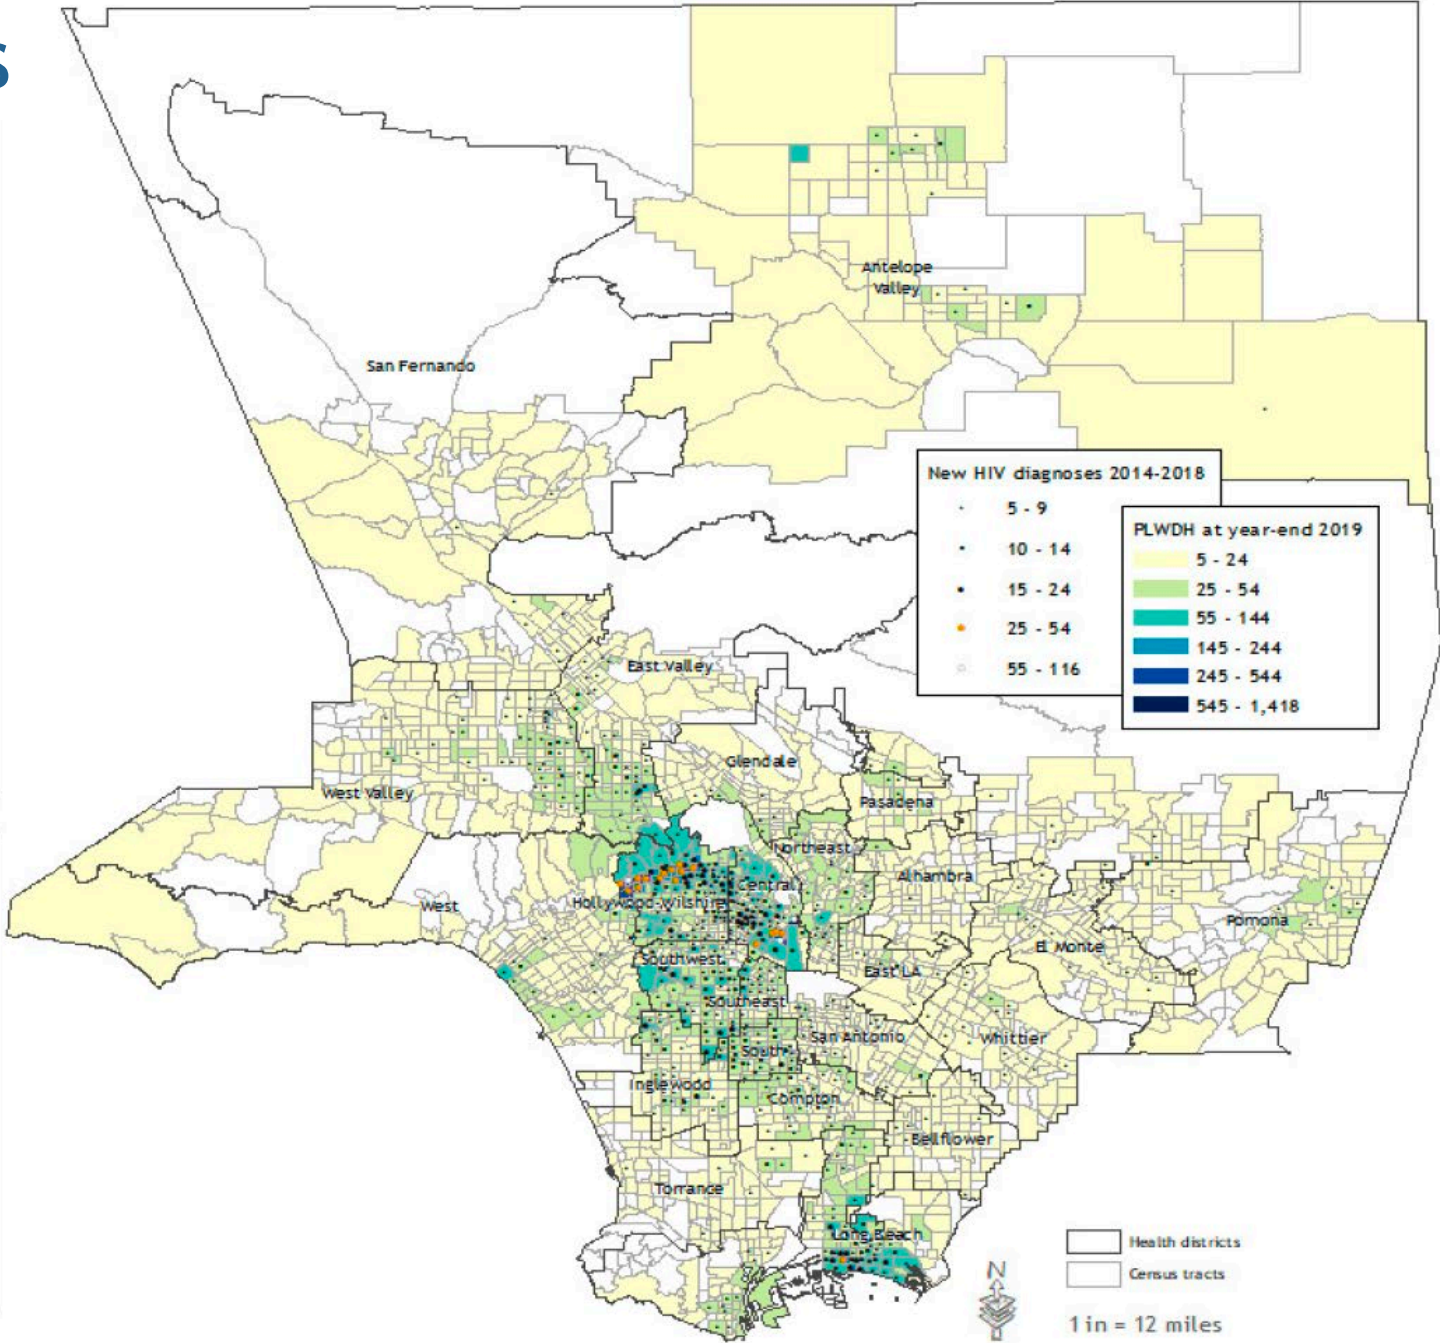 s
Antelope
Valley
San Fernando
New HIV diagnoses 2014-2018
5 - 9
10 - 14
15 - 24
25 - 54
55 - 116
PLWDH at year-end 2019
5 - 24
25 - 54
55 - 144
145 - 244
245 - 544
545 - 1,418
East Valley
Glendale
West Valley
Pasadena
Northeast
Alhambra
Central
Hollywood-Wilshire
West
Pomona
El Monte
Southwest
East LA
Southeast
San Antonio
Whittier
South
Inglewood
Compton
Bellflower
Torrance
Long Beach
Health districts
Census tracts
N
1 in = 12 miles